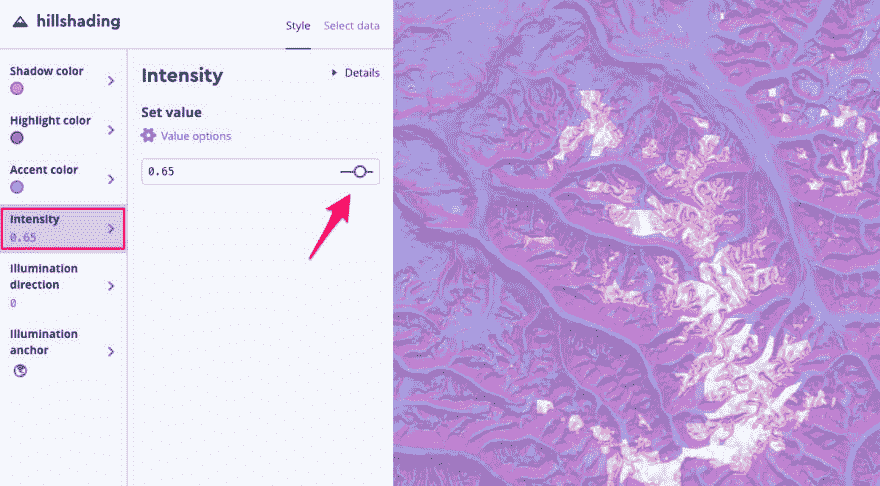 hillshading
Style
Select data
Shadow color
Highlight color
Accent color
Intensity
0.65
Illumination
direction
0
Illumination
anchor
Intensity
Details
Set value
Value options
0.65